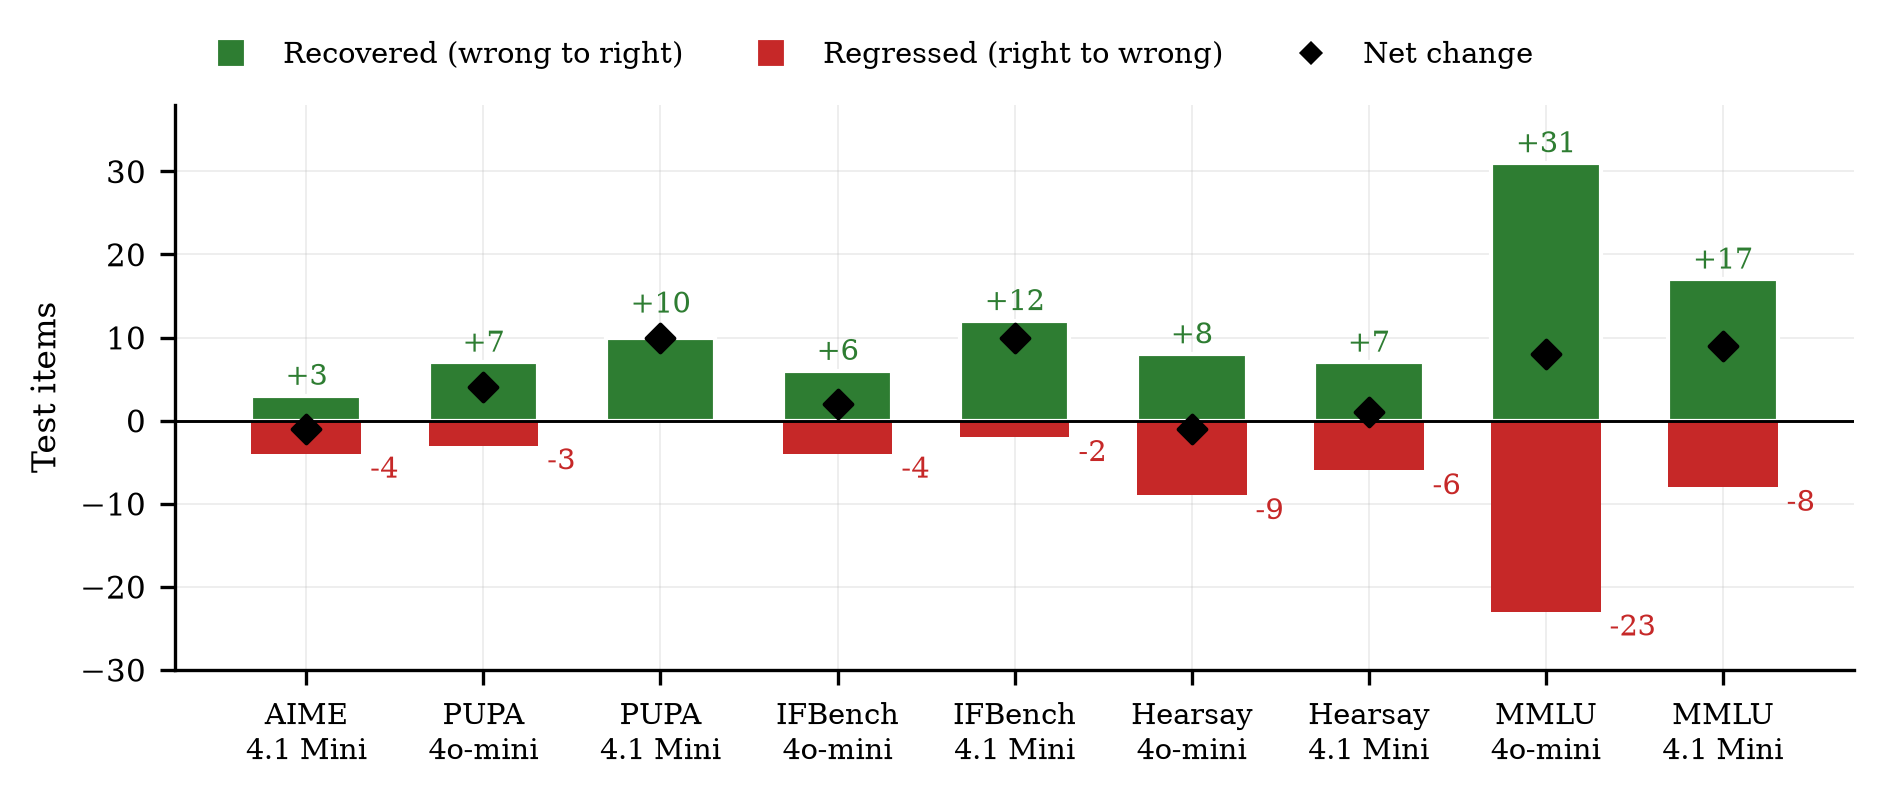 Recovered (wrong to right) Regressed (right to wrong) Net change
Test items
30
20
10
0
−10
−20
−30
+3
-4
+7
-3
+10
+6
-4
+12
-2
+8
-9
+7
-6
+31
-23
+17
-8
AIME
4.1 Mini
PUPA
4o-mini
PUPA
4.1 Mini
IFBench
4o-mini
IFBench
4.1 Mini
Hearsay
4o-mini
Hearsay
4.1 Mini
MMLU
4o-mini
MMLU
4.1 Mini